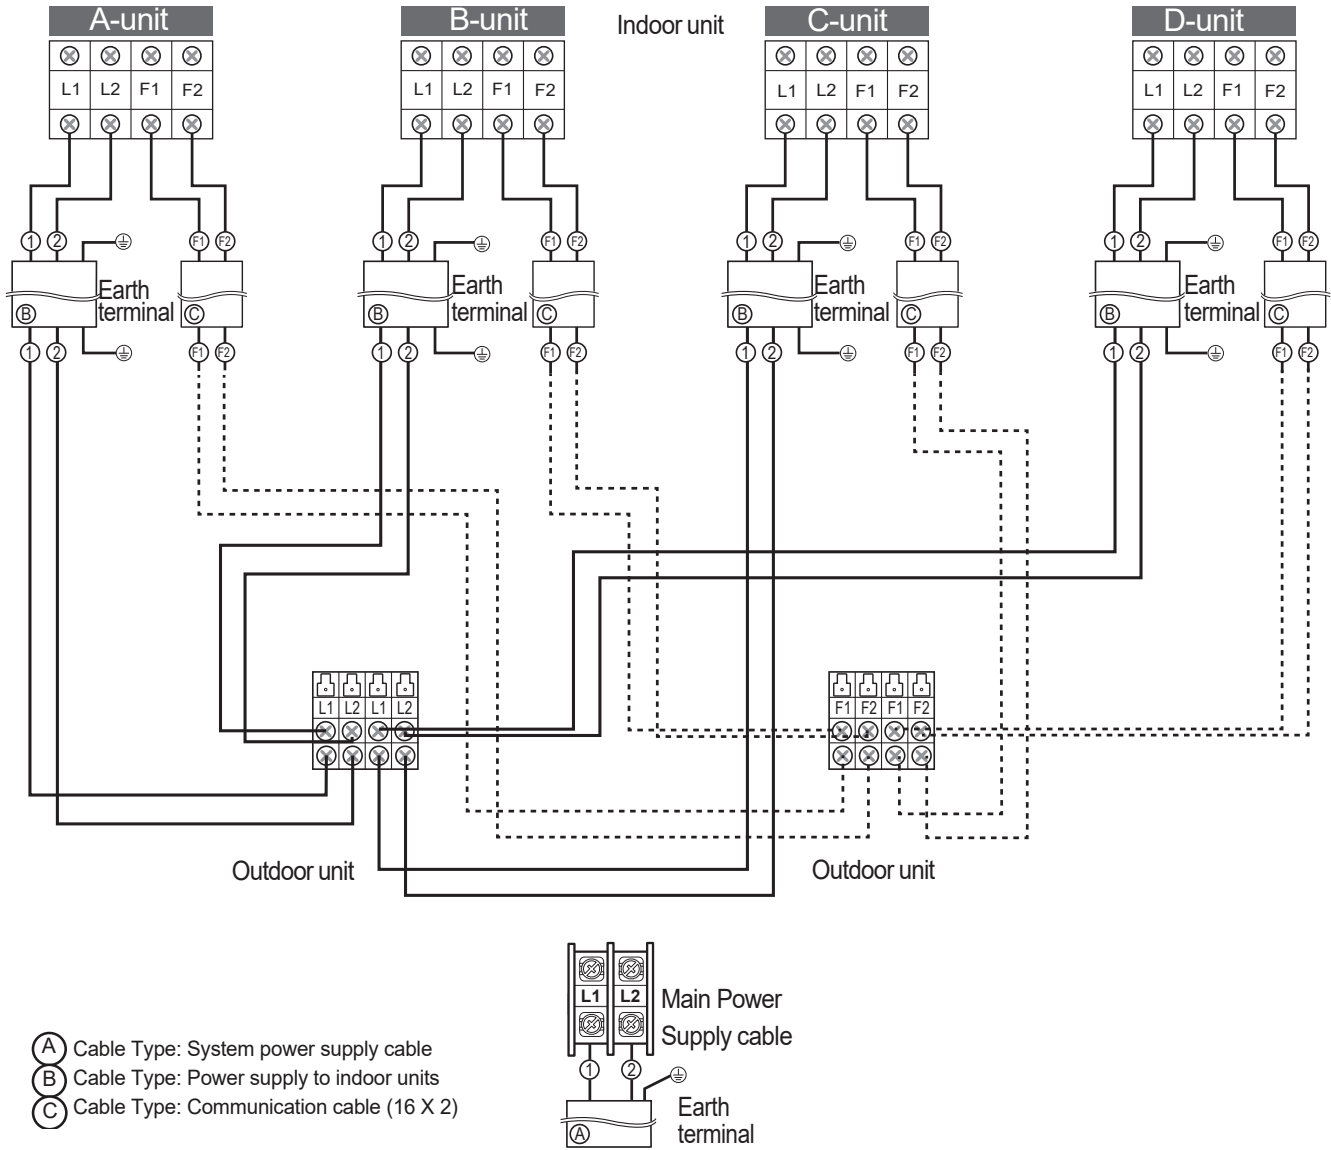 A-unit B-unit Indoor unit C-unit D-unit
L1 L2 F1 F2 L1 L2 F1 F2 L1 L2 F1 F2 L1 L2 F1 F2
1 2 F1 F2 1 2 F1 F2 1 2 F1 F2 1 2 F1 F2
Earth Earth Earth Earth
B terminal C B terminal C B terminal C B terminal C
1 2 F1 F2 1 2 F1 F2 1 2 F1 F2 1 2 F1 F2
L1 L2 L1 L2 F1 F2 F1 F2
Outdoor unit Outdoor unit
L1 L2 Main Power
Supply cable
1 2
A Cable Type: System power supply cable
B Cable Type: Power supply to indoor units
C Cable Type: Communication cable (16 X 2)
Earth
A terminal